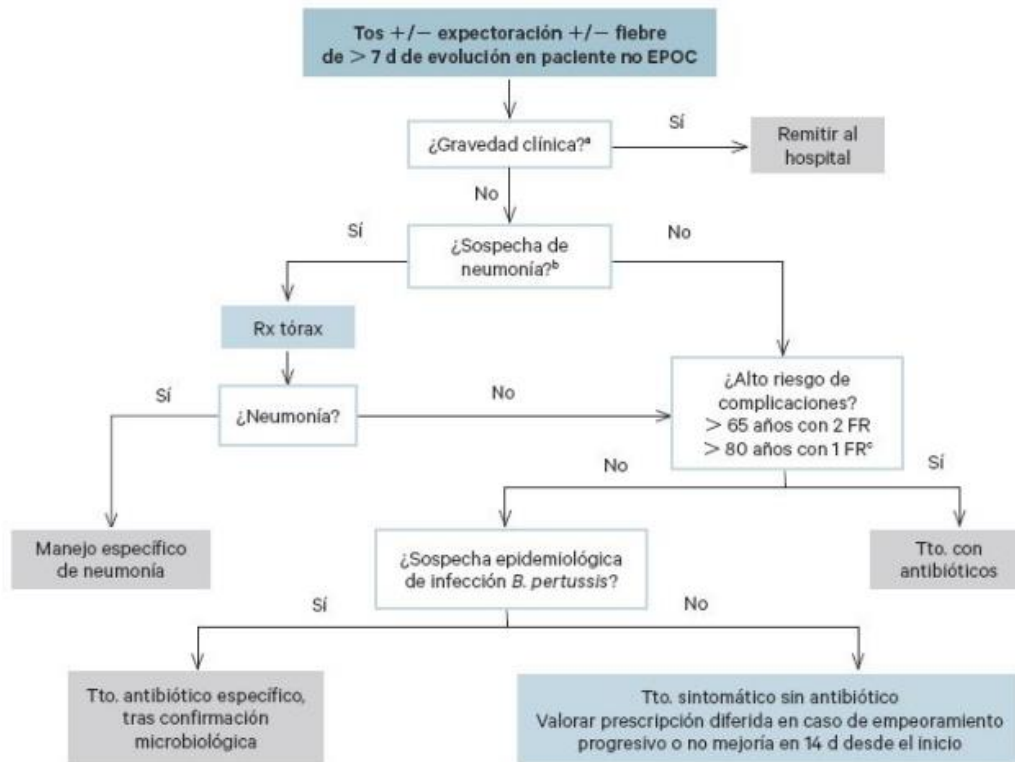 Tos +/− expectoración +/− fiebre
de > 7 d de evolución en paciente no EPOC
¿Gravedad clínica?ᵃ
Sí
Remitir al
hospital
No
¿Sospecha de
neumonía?ᵇ
Sí
No
Rx tórax
¿Neumonía?
Sí
No
¿Alto riesgo de
complicaciones?
> 65 años con 2 FR
> 80 años con 1 FRᶜ
No
Sí
Manejo específico
de neumonía
¿Sospecha epidemiológica
de infección B. pertussis?
Tto. con
antibióticos
Sí
No
Tto. antibiótico específico,
tras confirmación
microbiológica
Tto. sintomático sin antibiótico
Valorar prescripción diferida en caso de empeoramiento
progresivo o no mejoría en 14 d desde el inicio